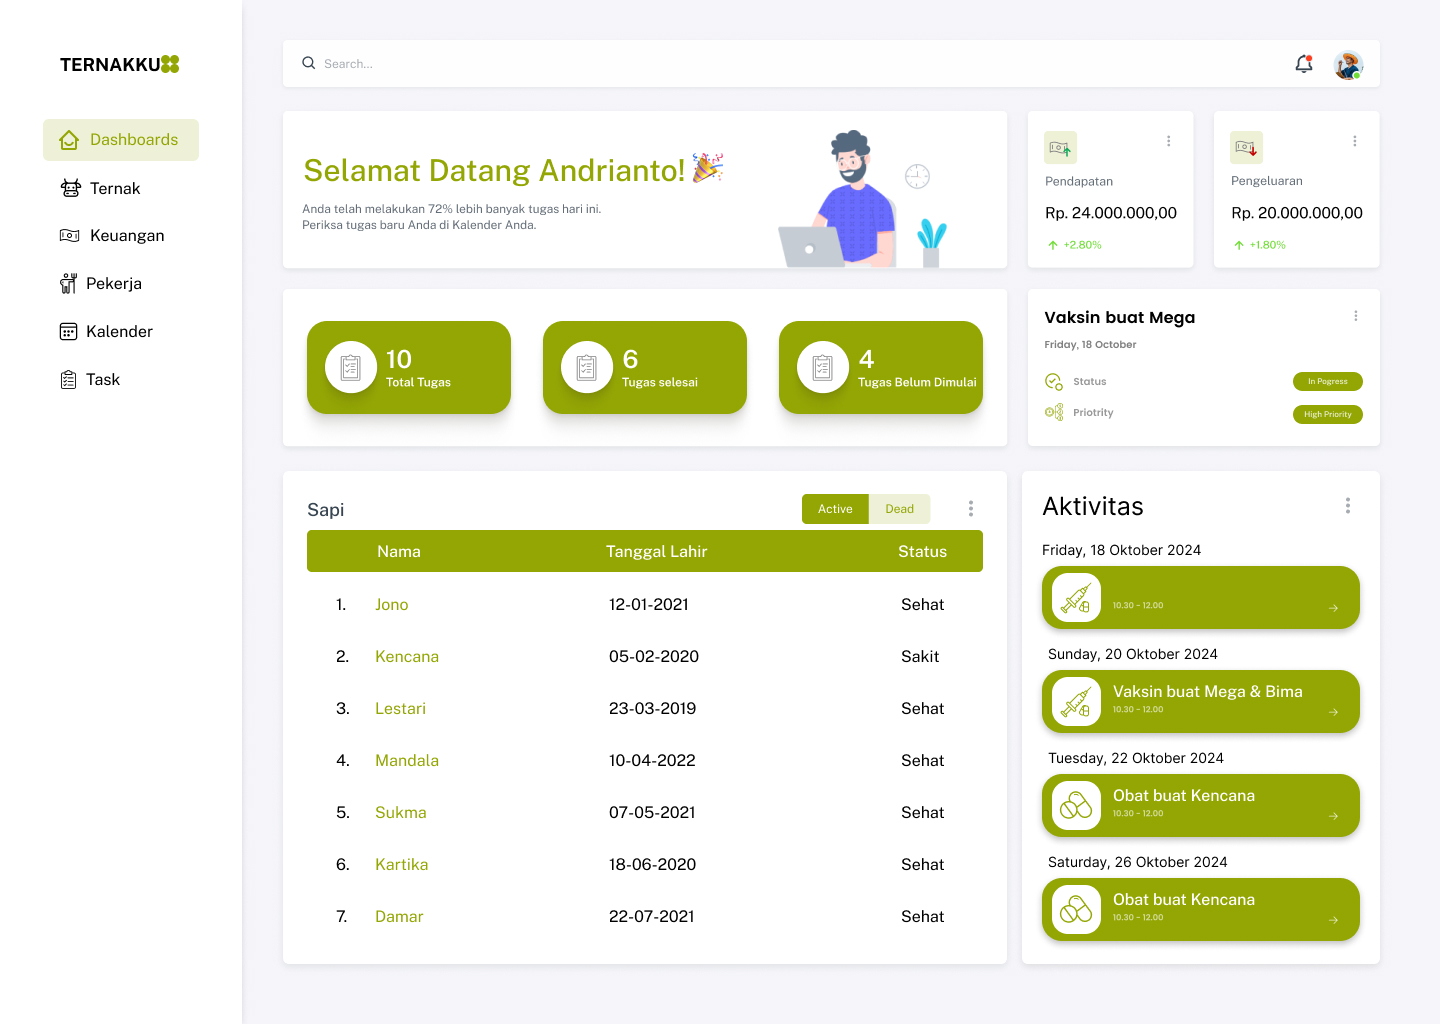 TERNAKKU
Dashboards
Ternak
Keuangan
Pekerja
Kalender
Task
Search...
Selamat Datang Andrianto!
Anda telah melakukan 72% lebih banyak tugas hari ini.
Periksa tugas baru Anda di Kalender Anda.
Pendapatan
Rp. 24.000.000,00
+2.80%
Pengeluaran
Rp. 20.000.000,00
+1.80%
10
Total Tugas
6
Tugas selesai
4
Tugas Belum Dimulai
Vaksin buat Mega
Friday, 18 October
Status
In Pogress
Priotrity
High Priority
Sapi
Active
Dead
Nama Tanggal Lahir Status
1. Jono 12-01-2021 Sehat
2. Kencana 05-02-2020 Sakit
3. Lestari 23-03-2019 Sehat
4. Mandala 10-04-2022 Sehat
5. Sukma 07-05-2021 Sehat
6. Kartika 18-06-2020 Sehat
7. Damar 22-07-2021 Sehat
Aktivitas
Friday, 18 Oktober 2024
10.30 - 12.00
Sunday, 20 Oktober 2024
Vaksin buat Mega & Bima
10.30 - 12.00
Tuesday, 22 Oktober 2024
Obat buat Kencana
10.30 - 12.00
Saturday, 26 Oktober 2024
Obat buat Kencana
10.30 - 12.00